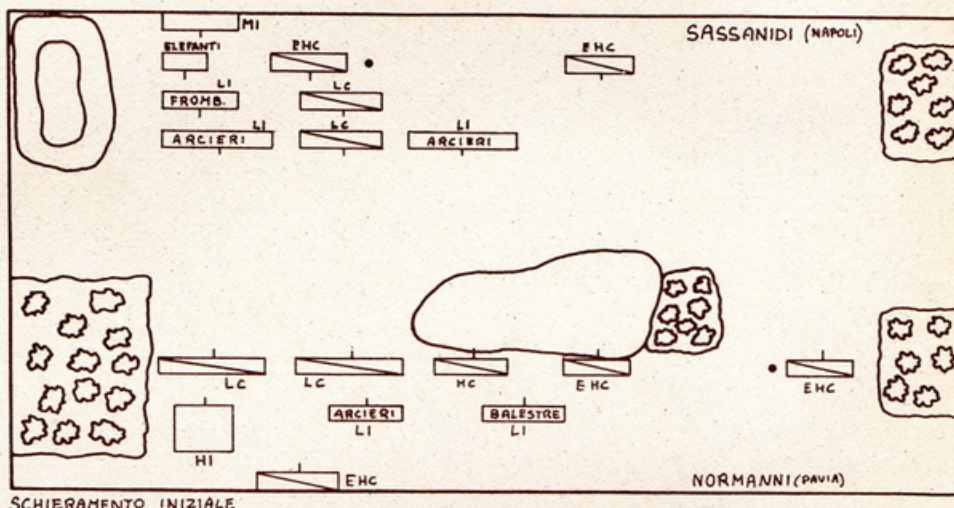 MI
SASSANIDI (NAPOLI)
ELEFANTI
EHC
EHC
LI
LC
FROMB.
LI
LC
LI
ARCIERI
ARCIERI
LC
LC
HC
EHC
EHC
ARCIERI
BALESTRE
LI
LI
HI
EHC
NORMANNI (PAVIA)
SCHIERAMENTO INIZIALE